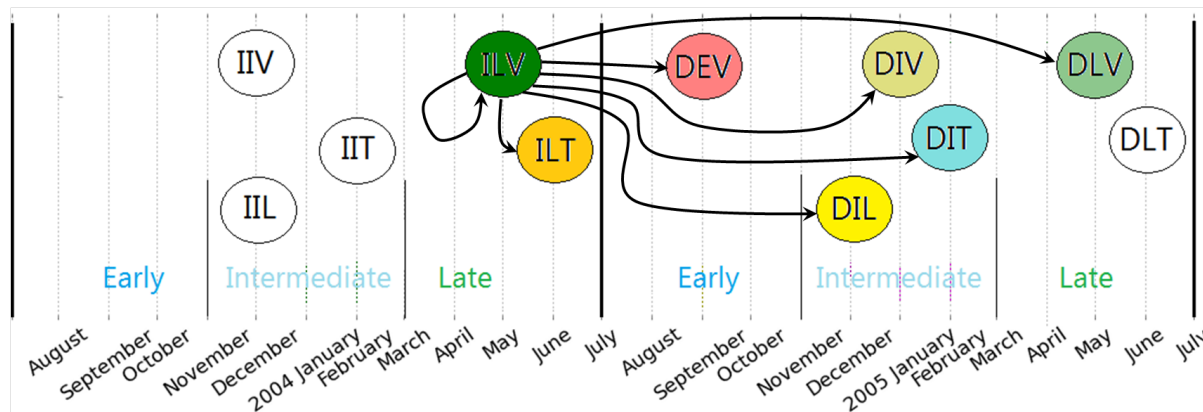 IIV
ILV
DEV
DIV
DLV
IIT
ILT
DIT
DLT
IIL
DIL
Early
Intermediate
Late
Early
Intermediate
Late
August
September
October
November
December
2004 January
February
March
April
May
June
July
August
September
October
November
December
2005 January
February
March
April
May
June
July